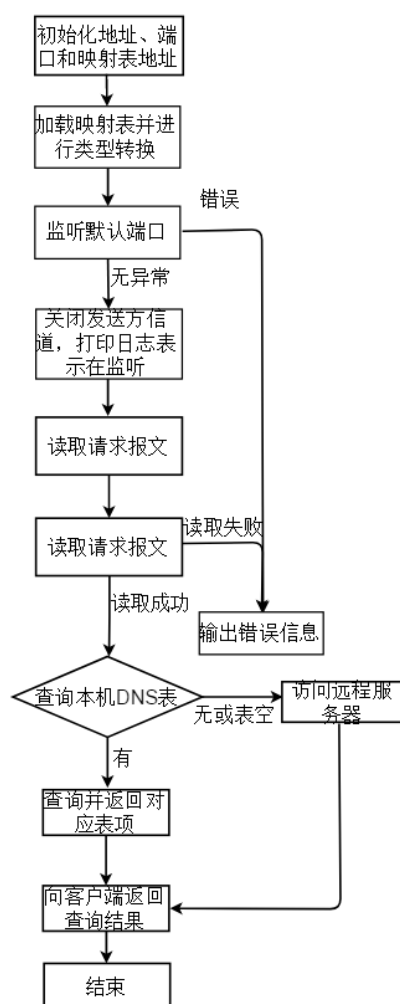 初始化地址、端
口和映射表地址
加载映射表并进
行类型转换
错误
监听默认端口
无异常
关闭发送方信
道，打印日志表
示在监听
读取请求报文
读取失败
读取请求报文
读取成功
输出错误信息
查询本机DNS表
无或表空
访问远程服
务器
有
查询并返回对
应表项
向客户端返回
查询结果
结束